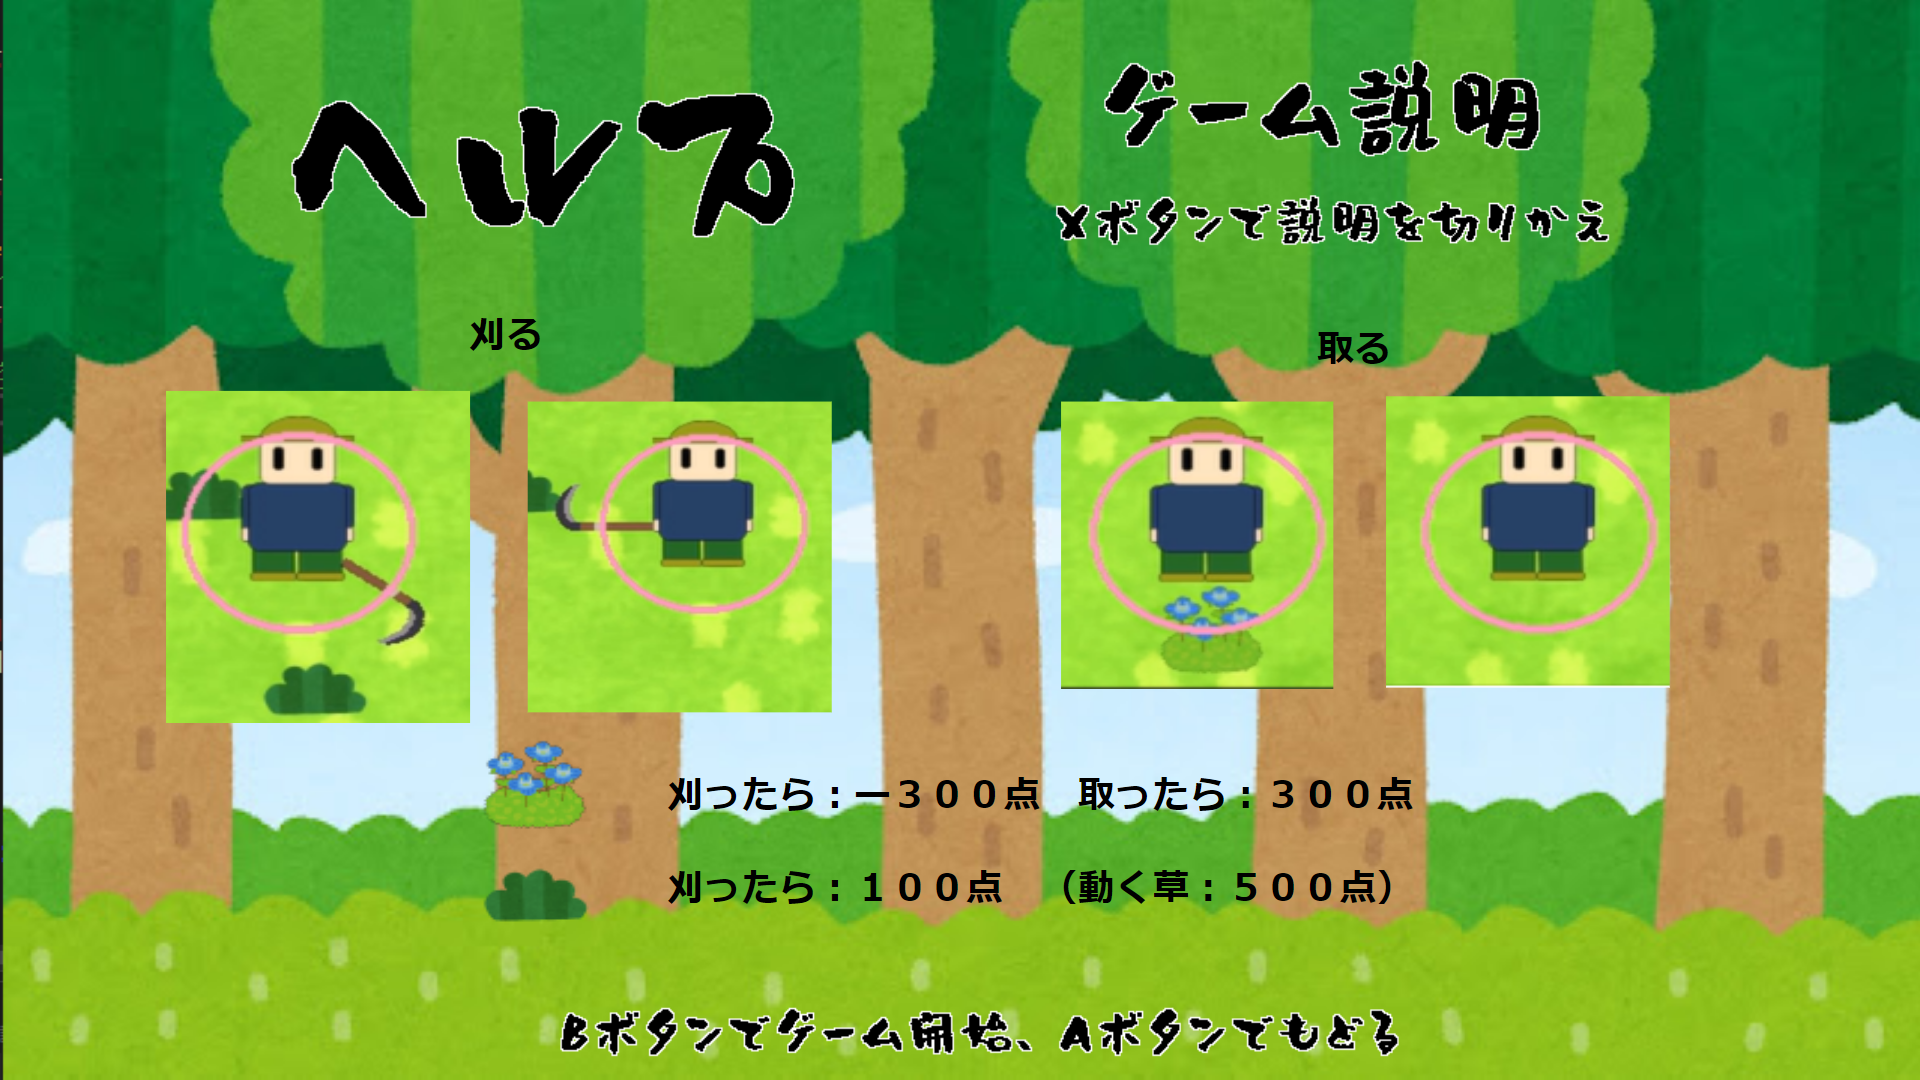 ヘルプ
ゲーム説明
Xボタンで説明を切りかえ
刈る
取る
刈ったら：ー３００点　取ったら：３００点
刈ったら：１００点　（動く草：５００点）
Bボタンでゲーム開始、Aボタンでもどる